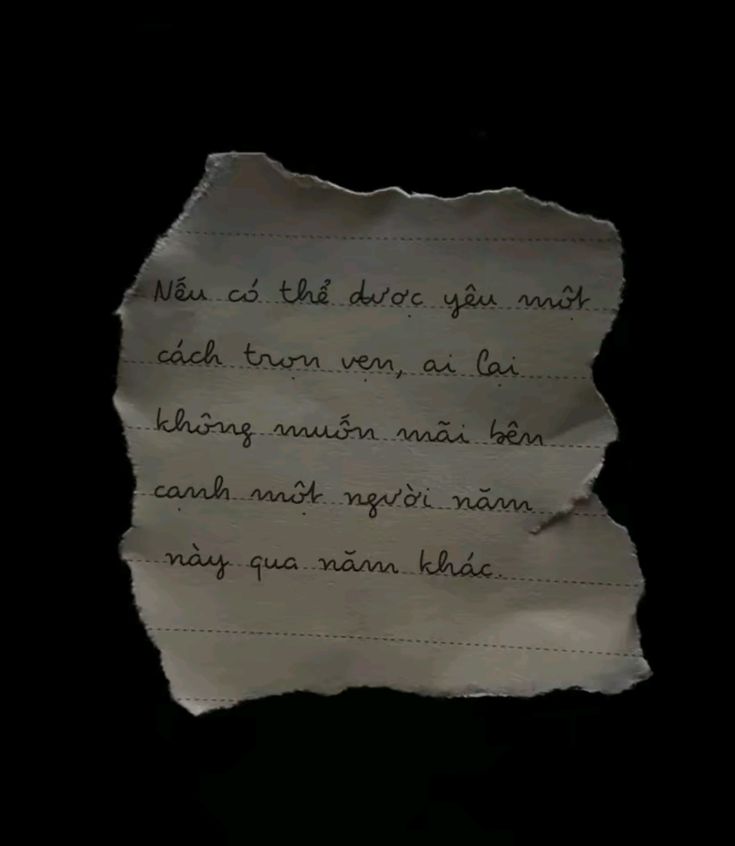 Nếu có thể được yêu một
cách trọn vẹn, ai lại
không muốn mãi bên
cạnh một người năm
này qua năm khác.